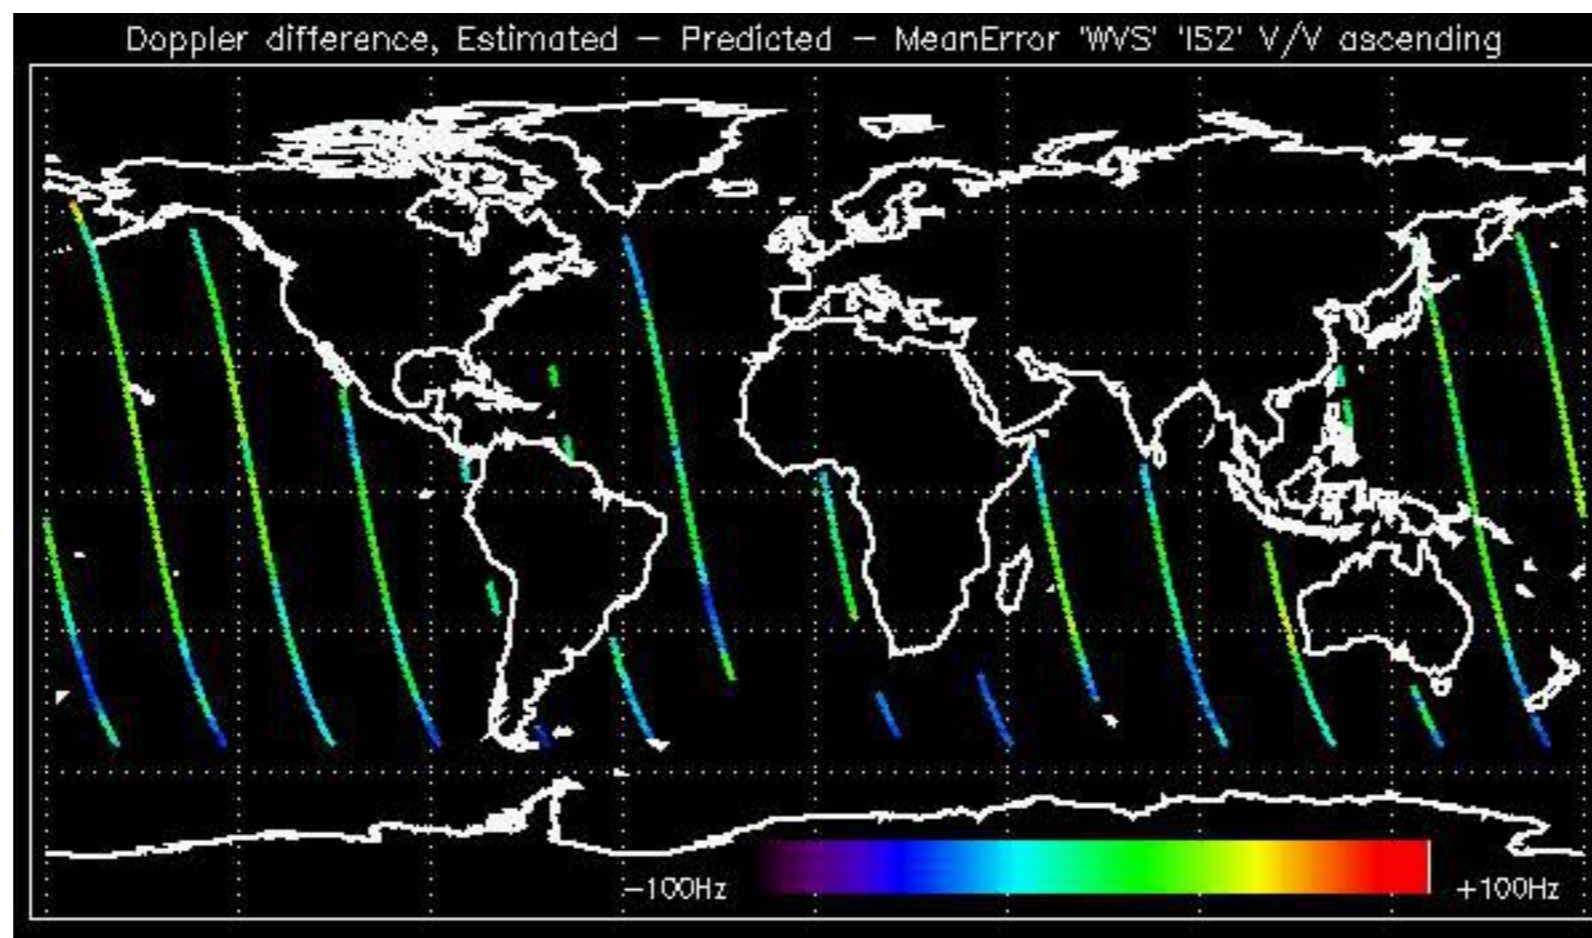 Doppler difference, Estimated – Predicted – MeanError 'WVS' 'IS2' V/V ascending
–100Hz +100Hz